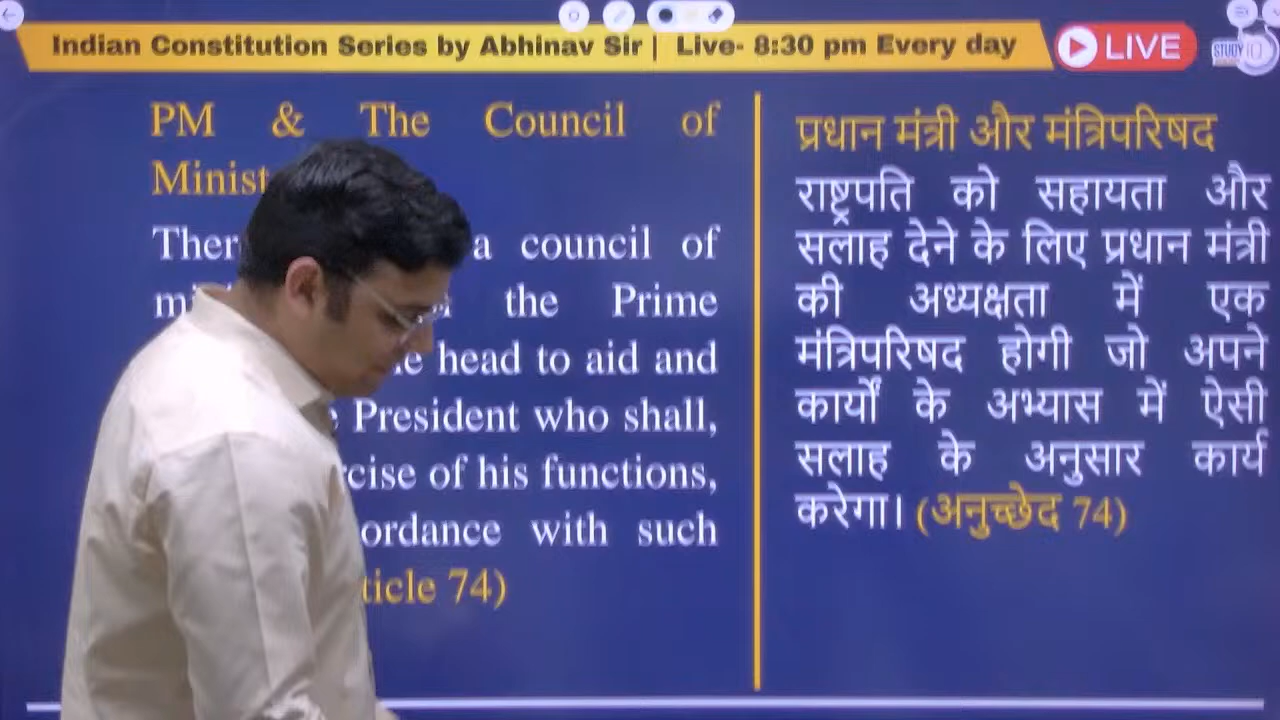 Indian Constitution Series by Abhinav Sir | Live- 8:30 pm Every day
LIVE
STUDY IQ
PM & The Council of
Minist
Ther a council of
mi the Prime
head to aid and
President who shall,
cise of his functions,
ordance with such
ticle 74)
प्रधान मंत्री और मंत्रिपरिषद
राष्ट्रपति को सहायता और
सलाह देने के लिए प्रधान मंत्री
की अध्यक्षता में एक
मंत्रिपरिषद होगी जो अपने
कार्यों के अभ्यास में ऐसी
सलाह के अनुसार कार्य
करेगा। (अनुच्छेद 74)